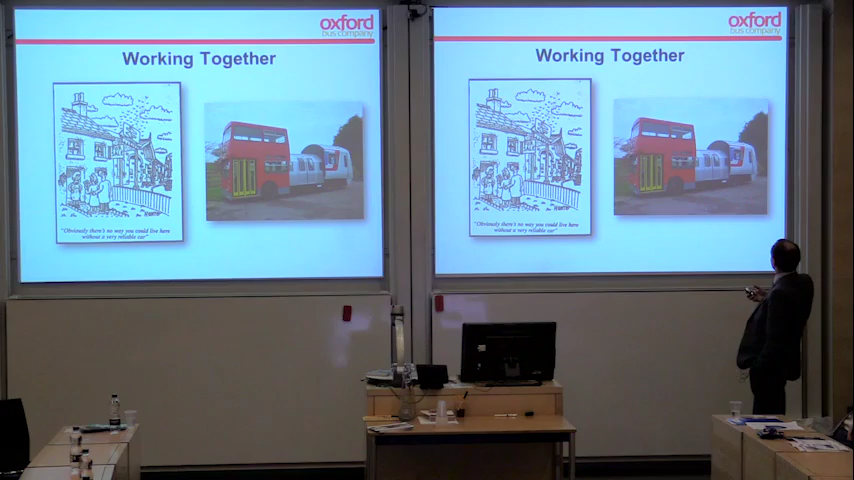 oxford
bus company
Working Together
"Obviously there's no way you could live here
without a very reliable car"
oxford
bus company
Working Together
"Obviously there's no way you could live here
without a very reliable car"